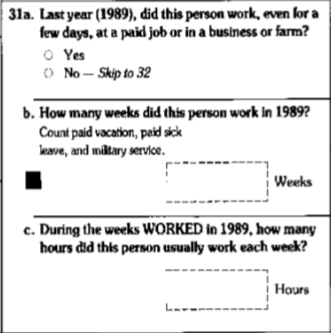 31a. Last year (1989), did this person work, even for a
few days, at a paid job or in a business or farm?
Yes
No — Skip to 32
b. How many weeks did this person work in 1989?
Count paid vacation, paid sick
leave, and military service.
Weeks
c. During the weeks WORKED in 1989, how many
hours did this person usually work each week?
Hours